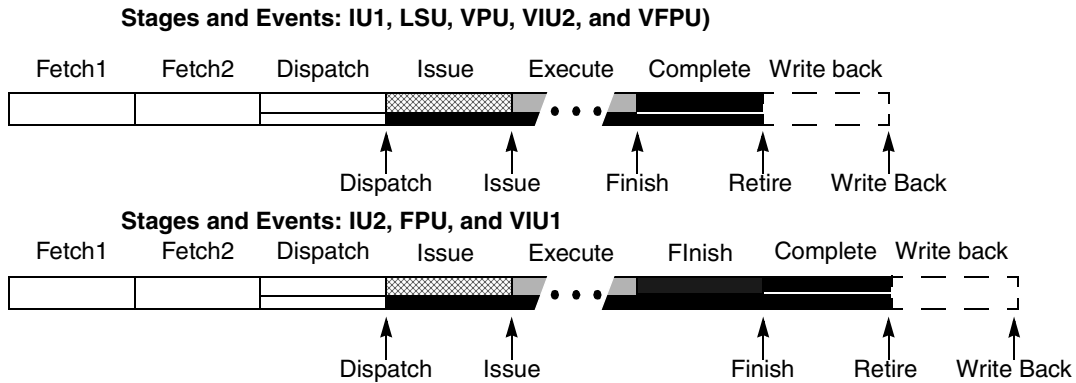 Stages and Events: IU1, LSU, VPU, VIU2, and VFPU)
Fetch1 Fetch2 Dispatch Issue Execute Complete Write back
Dispatch Issue Finish Retire Write Back
Stages and Events: IU2, FPU, and VIU1
Fetch1 Fetch2 Dispatch Issue Execute FInish Complete Write back
Dispatch Issue Finish Retire Write Back